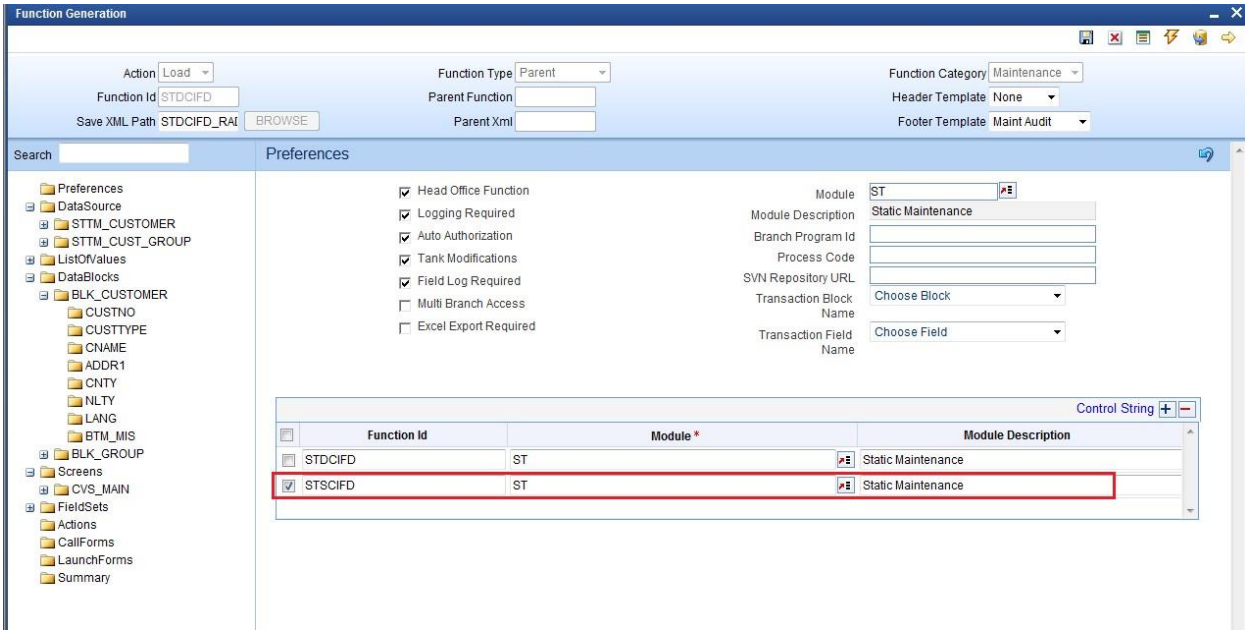 Function Generation
Action Load Function Type Parent Function Category Maintenance
Function Id STDCIFD Parent Function Header Template None
Save XML Path STDCIFD_RAD BROWSE Parent Xml Footer Template Maint Audit
Search Preferences
Preferences
DataSource
STTM_CUSTOMER
STTM_CUST_GROUP
ListOfValues
DataBlocks
BLK_CUSTOMER
CUSTNO
CUSTTYPE
CNAME
ADDR1
CNTY
NLTY
LANG
BTM_MIS
BLK_GROUP
Screens
CVS_MAIN
FieldSets
Actions
CallForms
LaunchForms
Summary
Head Office Function
Logging Required
Auto Authorization
Tank Modifications
Field Log Required
Multi Branch Access
Excel Export Required
Module ST
Module Description Static Maintenance
Branch Program Id
Process Code
SVN Repository URL
Transaction Block Choose Block
Name
Transaction Field Choose Field
Name
Control String
Function Id Module * Module Description
STDCIFD ST Static Maintenance
STSCIFD ST Static Maintenance